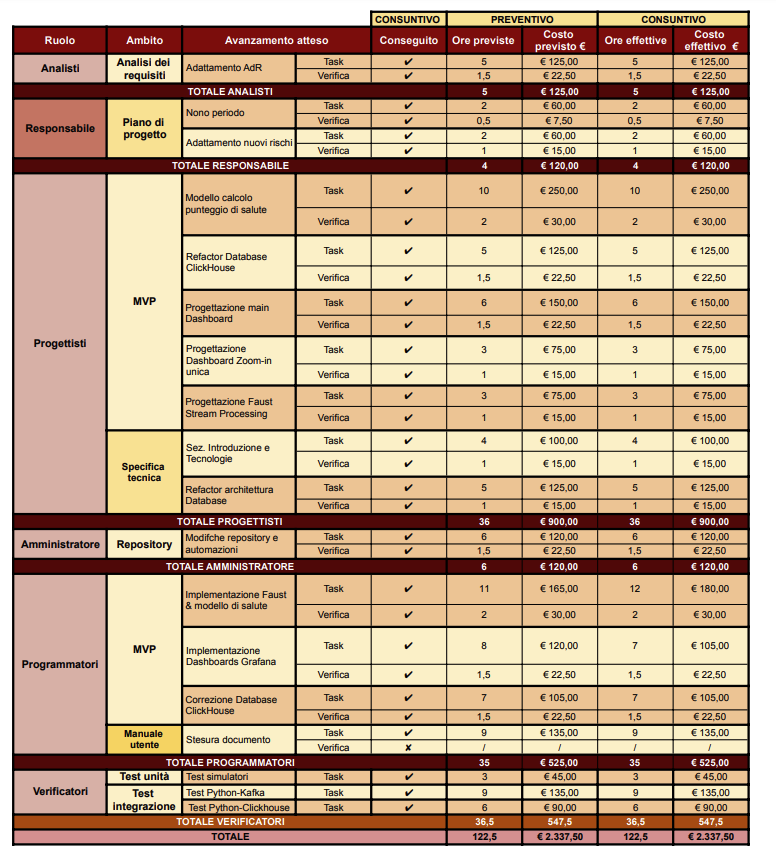 CONSUNTIVO PREVENTIVO CONSUNTIVO
Ruolo Ambito Avanzamento atteso Conseguito Ore previste Costo previsto € Ore effettive Costo effettivo €
Analisti Analisi dei requisiti Adattamento AdR Task ✔ 5 € 125,00 5 € 125,00
Verifica ✔ 1,5 € 22,50 1,5 € 22,50
TOTALE ANALISTI 5 € 125,00 5 € 125,00
Responsabile Piano di progetto Nono periodo Task ✔ 2 € 60,00 2 € 60,00
Verifica ✔ 0,5 € 7,50 0,5 € 7,50
Adattamento nuovi rischi Task ✔ 2 € 60,00 2 € 60,00
Verifica ✔ 1 € 15,00 1 € 15,00
TOTALE RESPONSABILE 4 € 120,00 4 € 120,00
Progettisti MVP Modello calcolo punteggio di salute Task ✔ 10 € 250,00 10 € 250,00
Verifica ✔ 2 € 30,00 2 € 30,00
Refactor Database ClickHouse Task ✔ 5 € 125,00 5 € 125,00
Verifica ✔ 1,5 € 22,50 1,5 € 22,50
Progettazione main Dashboard Task ✔ 6 € 150,00 6 € 150,00
Verifica ✔ 1,5 € 22,50 1,5 € 22,50
Progettazione Dashboard Zoom-in unica Task ✔ 3 € 75,00 3 € 75,00
Verifica ✔ 1 € 15,00 1 € 15,00
Progettazione Faust Stream Processing Task ✔ 3 € 75,00 3 € 75,00
Verifica ✔ 1 € 15,00 1 € 15,00
Specifica tecnica Sez. Introduzione e Tecnologie Task ✔ 4 € 100,00 4 € 100,00
Verifica ✔ 1 € 15,00 1 € 15,00
Refactor architettura Database Task ✔ 5 € 125,00 5 € 125,00
Verifica ✔ 1 € 15,00 1 € 15,00
TOTALE PROGETTISTI 36 € 900,00 36 € 900,00
Amministratore Repository Modifche repository e automazioni Task ✔ 6 € 120,00 6 € 120,00
Verifica ✔ 1,5 € 22,50 1,5 € 22,50
TOTALE AMMINISTRATORE 6 € 120,00 6 € 120,00
Programmatori MVP Implementazione Faust & modello di salute Task ✔ 11 € 165,00 12 € 180,00
Verifica ✔ 2 € 30,00 2 € 30,00
Implementazione Dashboards Grafana Task ✔ 8 € 120,00 7 € 105,00
Verifica ✔ 1,5 € 22,50 1,5 € 22,50
Correzione Database ClickHouse Task ✔ 7 € 105,00 7 € 105,00
Verifica ✔ 1,5 € 22,50 1,5 € 22,50
Manuale utente Stesura documento Task ✔ 9 € 135,00 9 € 135,00
Verifica ✘ / / / /
TOTALE PROGRAMMATORI 35 € 525,00 35 € 525,00
Verificatori Test unità Test simulatori Task ✔ 3 € 45,00 3 € 45,00
Test integrazione Test Python-Kafka Task ✔ 9 € 135,00 9 € 135,00
Test Python-Clickhouse Task ✔ 6 € 90,00 6 € 90,00
TOTALE VERIFICATORI 36,5 547,5 36,5 547,5
TOTALE 122,5 € 2.337,50 122,5 € 2.337,50